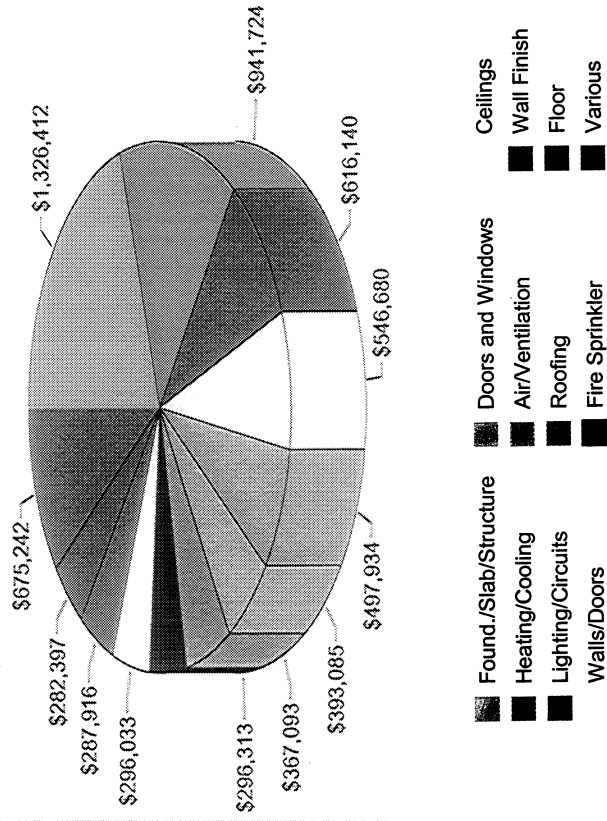 $1,326,412
$941,724
$616,140
$546,680
$497,934
$393,085
$367,093
$296,313
$296,033
$287,916
$282,397
$675,242
Found./Slab/Structure
Heating/Cooling
Lighting/Circuits
Walls/Doors
Doors and Windows
Air/Ventilation
Roofing
Fire Sprinkler
Ceilings
Wall Finish
Floor
Various